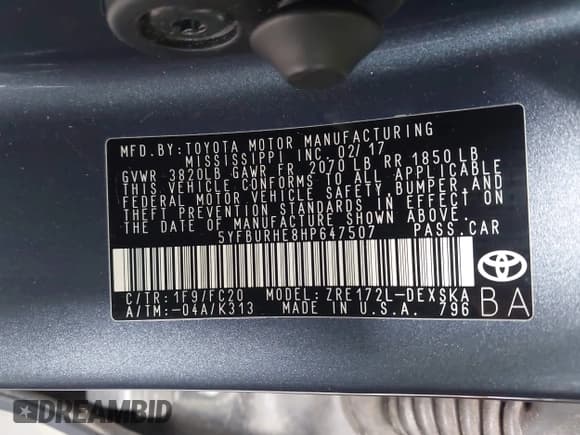 MFD. BY: TOYOTA MOTOR MANUFACTURING
MISSISSIPPI INC. 02/17
GVWR 3820LB GAWR FR 2070 LB RR 1850 LB
THIS VEHICLE CONFORMS TO ALL APPLICABLE
FEDERAL MOTOR VEHICLE SAFETY, BUMPER, AND
THEFT PREVENTION STANDARDS IN EFFECT ON
THE DATE OF MANUFACTURE SHOWN ABOVE.
5YFBURHE8HP647507 PASS. CAR
C/TR: 1F9/FC20 MODEL: ZRE172L-DEXSKA
A/TM: -04A/K313 MADE IN U.S.A. 796
BA
DREAMBID